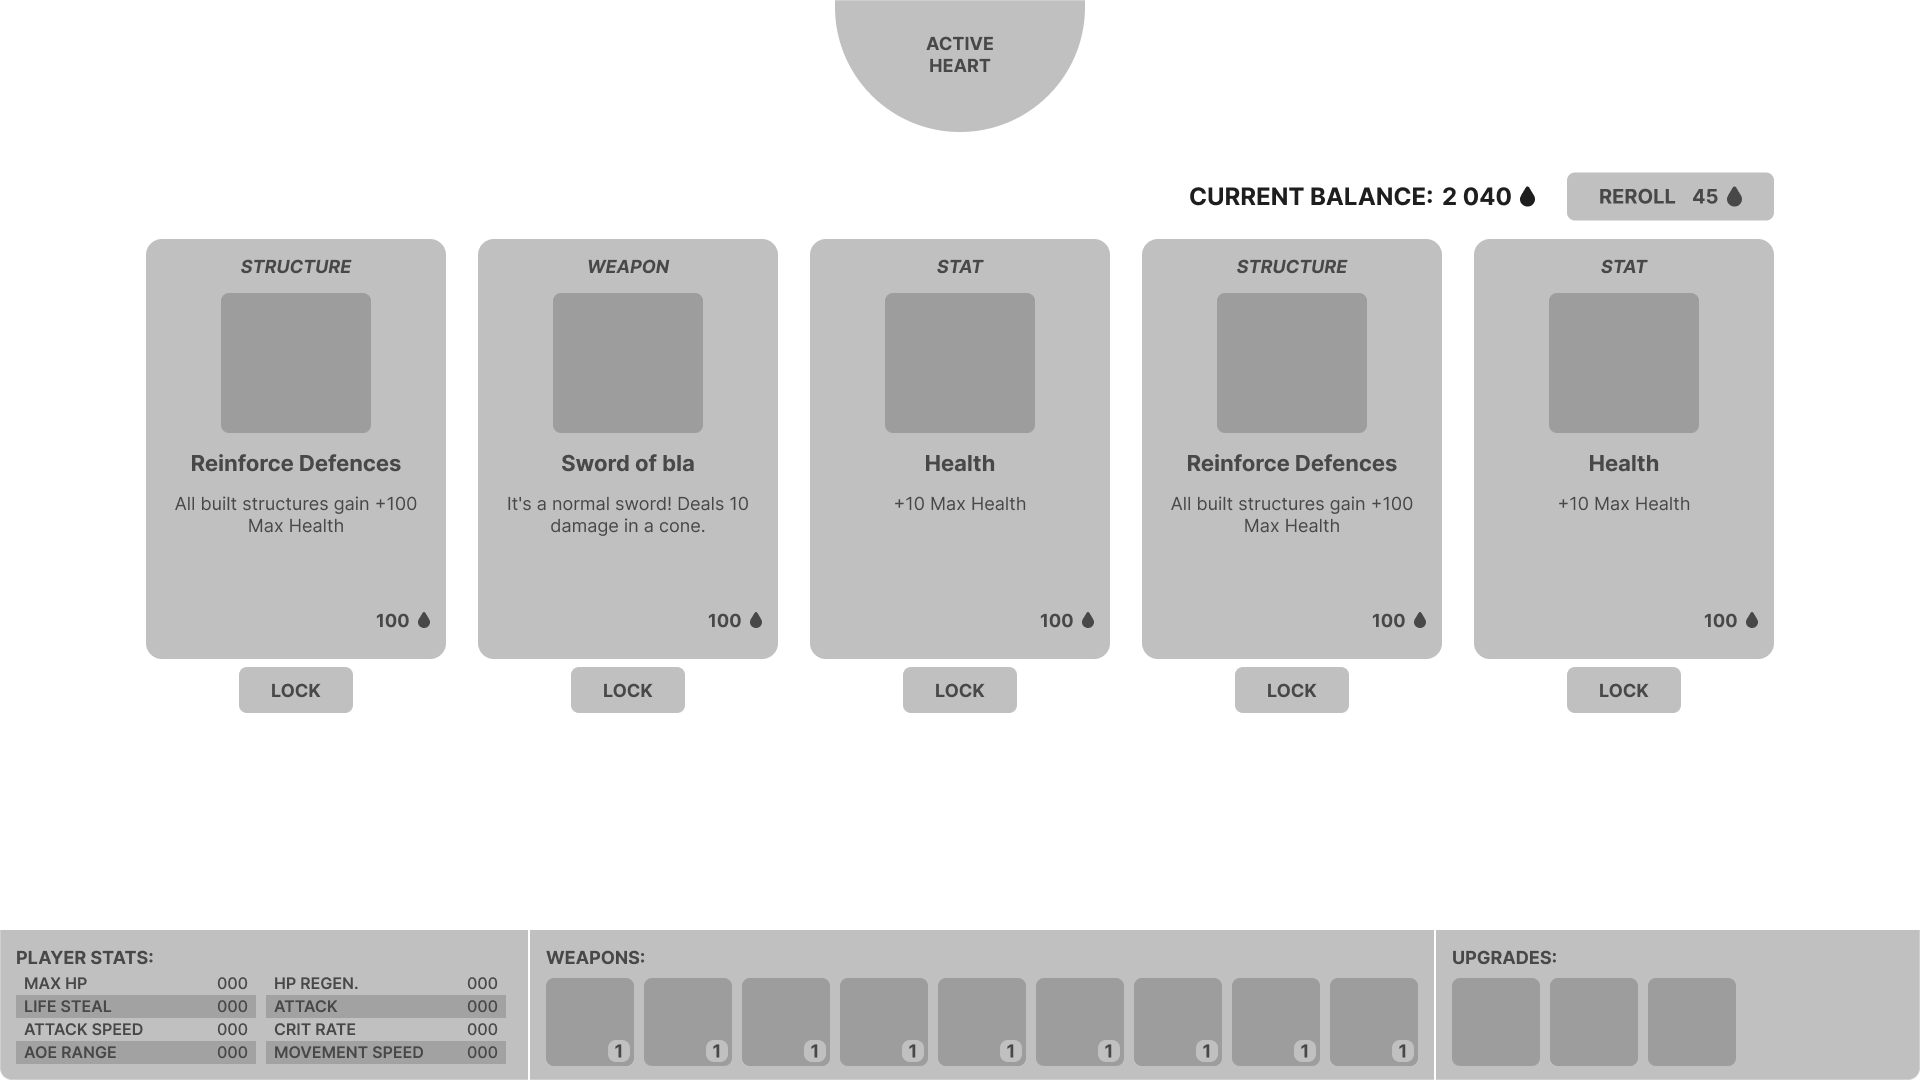 ACTIVE
HEART
CURRENT BALANCE: 2 040
REROLL 45
STRUCTURE
Reinforce Defences
All built structures gain +100
Max Health
100
LOCK
WEAPON
Sword of bla
It's a normal sword! Deals 10
damage in a cone.
100
LOCK
STAT
Health
+10 Max Health
100
LOCK
STRUCTURE
Reinforce Defences
All built structures gain +100
Max Health
100
LOCK
STAT
Health
+10 Max Health
100
LOCK
PLAYER STATS:
MAX HP 000
LIFE STEAL 000
ATTACK SPEED 000
AOE RANGE 000
HP REGEN. 000
ATTACK 000
CRIT RATE 000
MOVEMENT SPEED 000
WEAPONS:
1 1 1 1 1 1 1 1 1
UPGRADES: